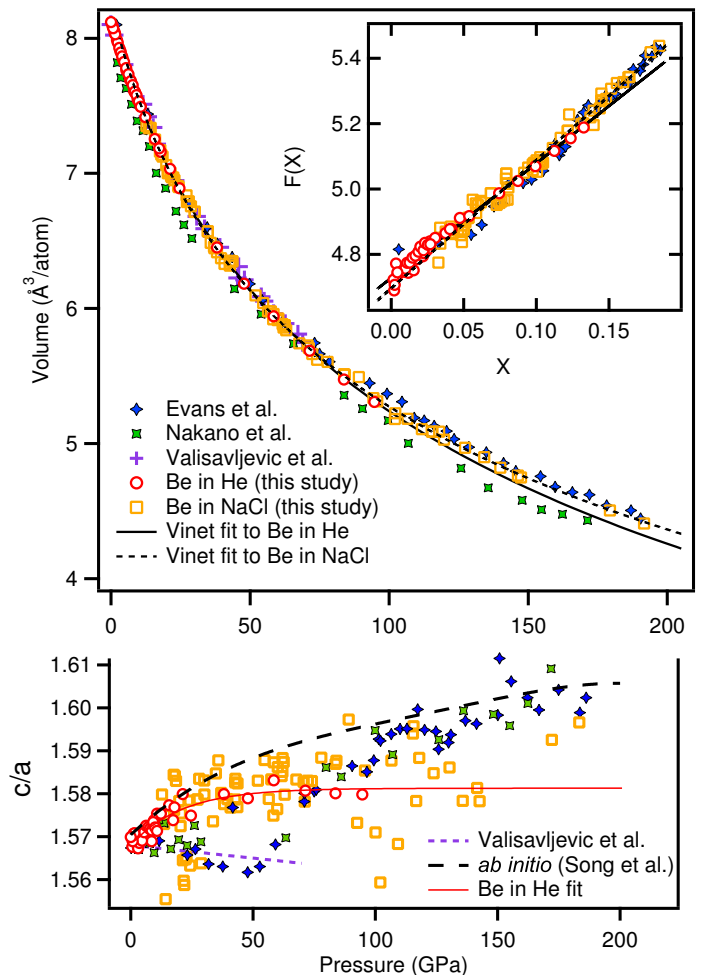 8
7
6
5
4
Volume (Å³/atom)
5.4
5.2
5.0
4.8
F(X)
0.00 0.05 0.10 0.15
X
Evans et al.
Nakano et al.
Valisavljevic et al.
Be in He (this study)
Be in NaCl (this study)
Vinet fit to Be in He
Vinet fit to Be in NaCl
0 50 100 150 200
1.61
1.60
1.59
1.58
1.57
1.56
c/a
Valisavljevic et al.
ab initio (Song et al.)
Be in He fit
0 50 100 150 200
Pressure (GPa)